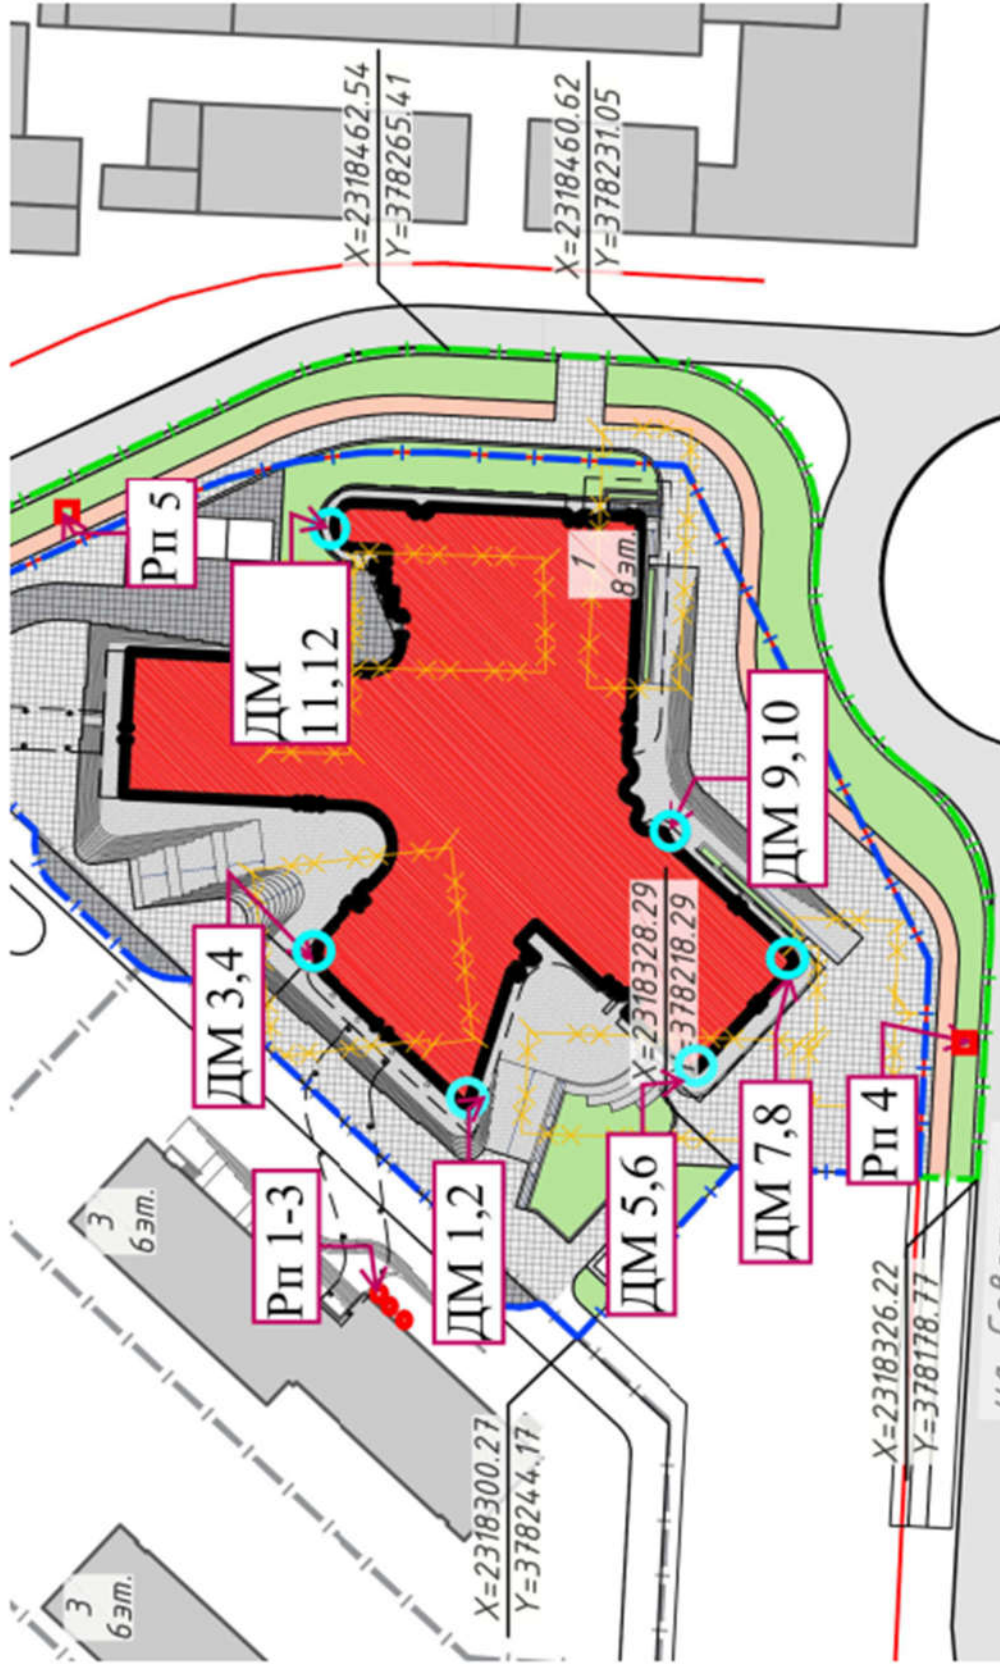 X=2318462.54
Y=378265.41
X=2318460.62
Y=378231.05
Рп 5
ДМ
11,12
1
8эт.
ДМ 9,10
ДМ 3,4
X=2318328.29
=378218.29
Рп 4
ДМ 7,8
ДМ 5,6
ДМ 1,2
Рп 1-3
3
6эт.
X=2318326.22
Y=378178.77
X=2318300.27
Y=378244.17
3
6эт.